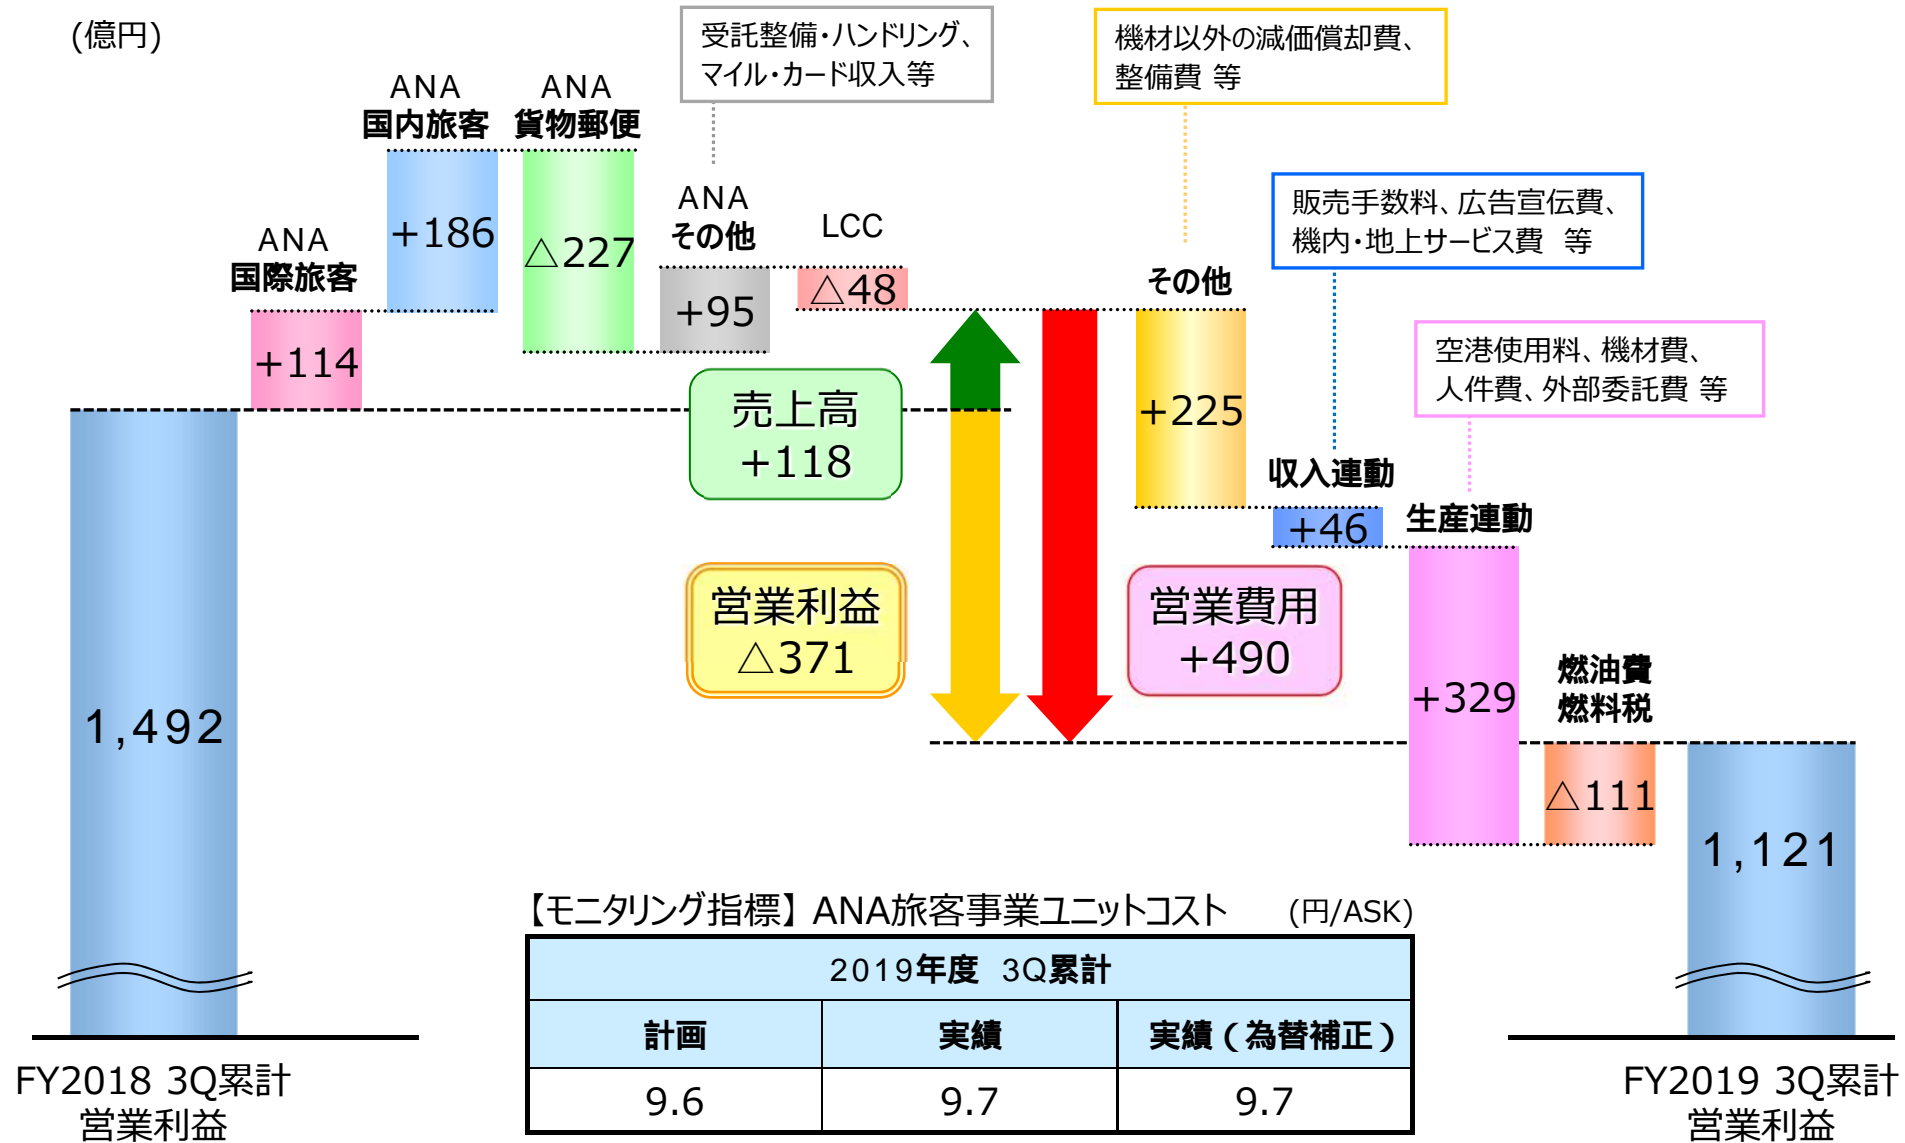 (億円)
受託整備・ハンドリング、
マイル・カード収入等
機材以外の減価償却費、
整備費 等
ANA
国内旅客
ANA
貨物郵便
販売手数料、広告宣伝費、
機内・地上サービス費 等
ANA
その他
LCC
ANA
国際旅客
その他
+186
△227
+95
△48
+114
空港使用料、機材費、
人件費、外部委託費 等
売上高
+118
+225
収入連動
+46
生産連動
営業利益
△371
営業費用
+490
+329
燃油費
燃料税
△111
1,492
1,121
【モニタリング指標】ANA旅客事業ユニットコスト (円/ASK)
2019年度 3Q累計
計画 実績 実績(為替補正)
9.6 9.7 9.7
FY2018 3Q累計
営業利益
FY2019 3Q累計
営業利益